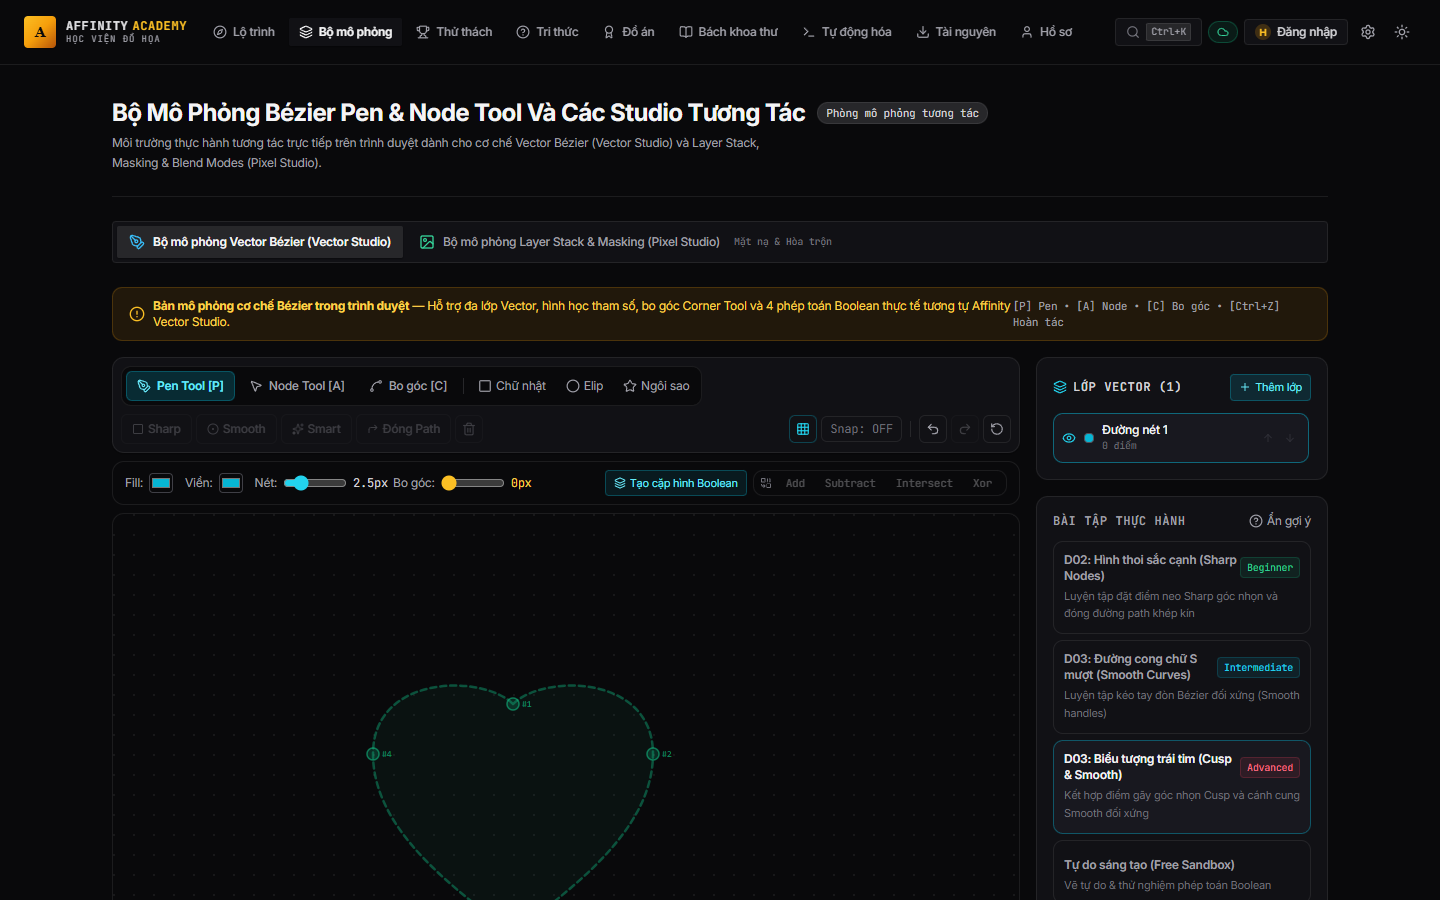 A
AFFINITY ACADEMY
HỌC VIỆN ĐỒ HỌA
Lộ trình
Bộ mô phỏng
Thử thách
Tri thức
Đồ án
Bách khoa thư
Tự động hóa
Tài nguyên
Hồ sơ
Ctrl+K
H
Đăng nhập
Bộ Mô Phỏng Bézier Pen & Node Tool Và Các Studio Tương Tác
Phòng mô phỏng tương tác
Môi trường thực hành tương tác trực tiếp trên trình duyệt dành cho cơ chế Vector Bézier (Vector Studio) và Layer Stack,
Masking & Blend Modes (Pixel Studio).
Bộ mô phỏng Vector Bézier (Vector Studio)
Bộ mô phỏng Layer Stack & Masking (Pixel Studio)
Mặt nạ & Hòa trộn
Bản mô phỏng cơ chế Bézier trong trình duyệt — Hỗ trợ đa lớp Vector, hình học tham số, bo góc Corner Tool và 4 phép toán Boolean thực tế tương tự Affinity
Vector Studio.
[P] Pen • [A] Node • [C] Bo góc • [Ctrl+Z]
Hoàn tác
Pen Tool [P]
Node Tool [A]
Bo góc [C]
Chữ nhật
Elip
Ngôi sao
Sharp
Smooth
Smart
Đóng Path
Snap: OFF
Fill:
Viền:
Nét:
2.5px
Bo góc:
0px
Tạo cặp hình Boolean
Add
Subtract
Intersect
Xor
#1
#4
#2
LỚP VECTOR (1)
Thêm lớp
Đường nét 1
0 điểm
BÀI TẬP THỰC HÀNH
Ẩn gợi ý
D02: Hình thoi sắc cạnh (Sharp
Nodes)
Beginner
Luyện tập đặt điểm neo Sharp góc nhọn và
đóng đường path khép kín
D03: Đường cong chữ S
mượt (Smooth Curves)
Intermediate
Luyện tập kéo tay đòn Bézier đối xứng (Smooth
handles)
D03: Biểu tượng trái tim (Cusp
& Smooth)
Advanced
Kết hợp điểm gãy góc nhọn Cusp và cánh cung
Smooth đối xứng
Tự do sáng tạo (Free Sandbox)
Vẽ tự do & thử nghiệm phép toán Boolean